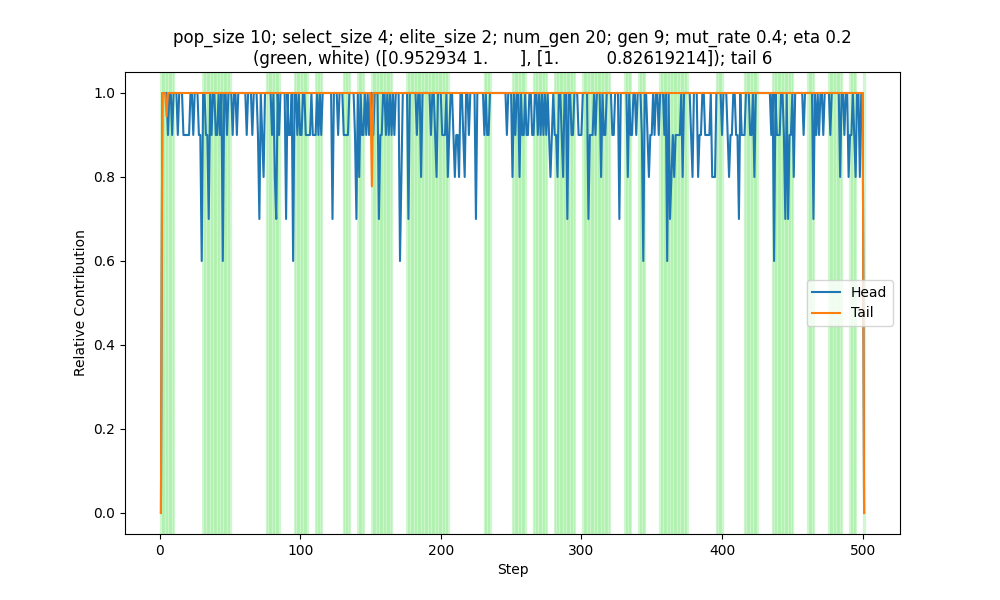 pop_size 10; select_size 4; elite_size 2; num_gen 20; gen 9; mut_rate 0.4; eta 0.2
(green, white) ([0.952934 1.       ], [1.         0.82619214]); tail 6
Relative Contribution
1.0
0.8
0.6
0.4
0.2
0.0
Head
Tail
0 100 200 300 400 500
Step